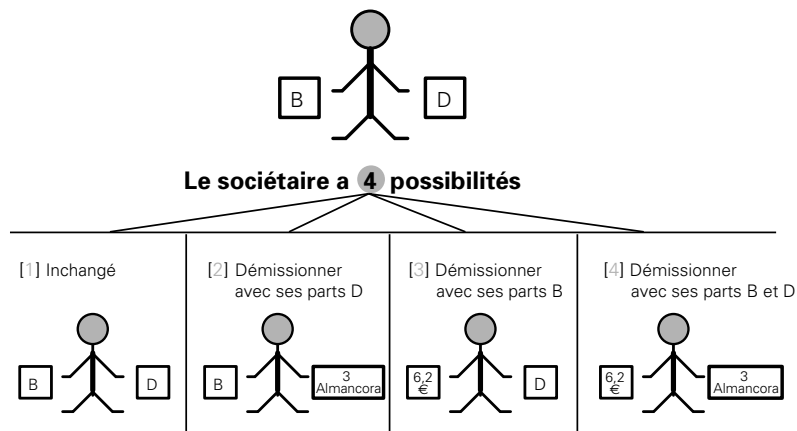 B
D
Le sociétaire a 4 possibilités
[1] Inchangé
B
D
[2] Démissionner
avec ses parts D
B
3
Almancora
[3] Démissionner
avec ses parts B
6,2
€
D
[4] Démissionner
avec ses parts B et D
6,2
€
3
Almancora